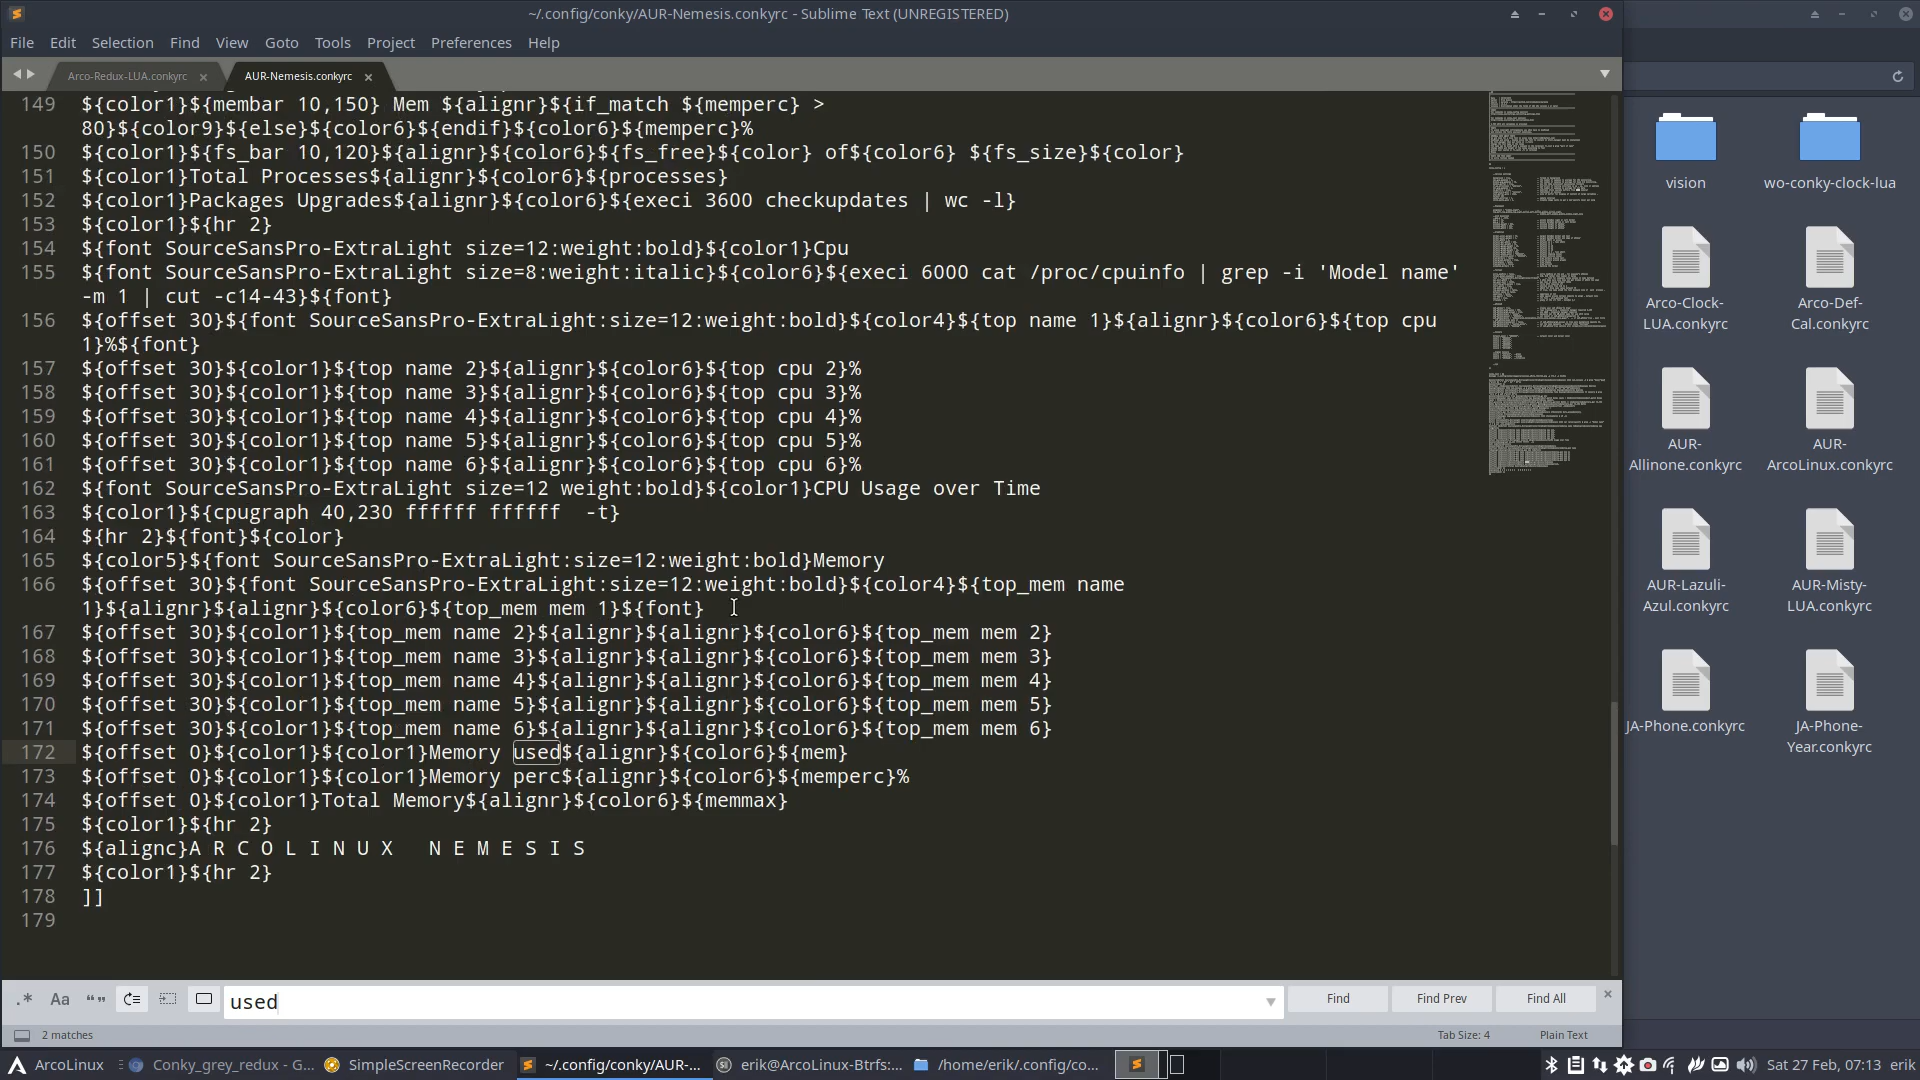 ~/.config/conky/AUR-Nemesis.conkyrc - Sublime Text (UNREGISTERED)
File Edit Selection Find View Goto Tools Project Preferences Help
Arco-Redux-LUA.conkyrc
AUR-Nemesis.conkyrc
149 ${color1}${membar 10,150} Mem ${alignr}${if_match ${memperc} >
80}${color9}${else}${color6}${endif}${color6}${memperc}%
150 ${color1}${fs_bar 10,120}${alignr}${color6}${fs_free}${color} of${color6} ${fs_size}${color}
151 ${color1}Total Processes${alignr}${color6}${processes}
152 ${color1}Packages Upgrades${alignr}${color6}${execi 3600 checkupdates | wc -l}
153 ${color1}${hr 2}
154 ${font SourceSansPro-ExtraLight size=12:weight:bold}${color1}Cpu
155 ${font SourceSansPro-ExtraLight size=8:weight:italic}${color6}${execi 6000 cat /proc/cpuinfo | grep -i 'Model name'
-m 1 | cut -c14-43}${font}
156 ${offset 30}${font SourceSansPro-ExtraLight:size=12:weight:bold}${color4}${top name 1}${alignr}${color6}${top cpu
1}%${font}
157 ${offset 30}${color1}${top name 2}${alignr}${color6}${top cpu 2}%
158 ${offset 30}${color1}${top name 3}${alignr}${color6}${top cpu 3}%
159 ${offset 30}${color1}${top name 4}${alignr}${color6}${top cpu 4}%
160 ${offset 30}${color1}${top name 5}${alignr}${color6}${top cpu 5}%
161 ${offset 30}${color1}${top name 6}${alignr}${color6}${top cpu 6}%
162 ${font SourceSansPro-ExtraLight size=12 weight:bold}${color1}CPU Usage over Time
163 ${color1}${cpugraph 40,230 ffffff ffffff  -t}
164 ${hr 2}${font}${color}
165 ${color5}${font SourceSansPro-ExtraLight:size=12:weight:bold}Memory
166 ${offset 30}${font SourceSansPro-ExtraLight:size=12:weight:bold}${color4}${top_mem name
1}${alignr}${alignr}${color6}${top_mem mem 1}${font}
167 ${offset 30}${color1}${top_mem name 2}${alignr}${alignr}${color6}${top_mem mem 2}
168 ${offset 30}${color1}${top_mem name 3}${alignr}${alignr}${color6}${top_mem mem 3}
169 ${offset 30}${color1}${top_mem name 4}${alignr}${alignr}${color6}${top_mem mem 4}
170 ${offset 30}${color1}${top_mem name 5}${alignr}${alignr}${color6}${top_mem mem 5}
171 ${offset 30}${color1}${top_mem name 6}${alignr}${alignr}${color6}${top_mem mem 6}
172 ${offset 0}${color1}${color1}Memory used${alignr}${color6}${mem}
173 ${offset 0}${color1}${color1}Memory perc${alignr}${color6}${memperc}%
174 ${offset 0}${color1}Total Memory${alignr}${color6}${memmax}
175 ${color1}${hr 2}
176 ${alignc}A R C O L I N U X   N E M E S I S
177 ${color1}${hr 2}
178 ]]
179
.* Aa “” used Find Find Prev Find All
2 matches Tab Size: 4 Plain Text
vision
wo-conky-clock-lua
Arco-Clock-
LUA.conkyrc
Arco-Def-
Cal.conkyrc
AUR-
Allinone.conkyrc
AUR-
ArcoLinux.conkyrc
AUR-Lazuli-
Azul.conkyrc
AUR-Misty-
LUA.conkyrc
JA-Phone.conkyrc
JA-Phone-
Year.conkyrc
ArcoLinux Conky_grey_redux - G... SimpleScreenRecorder ~/.config/conky/AUR-... erik@ArcoLinux-Btrfs:... /home/erik/.config/co... Sat 27 Feb, 07:13 erik